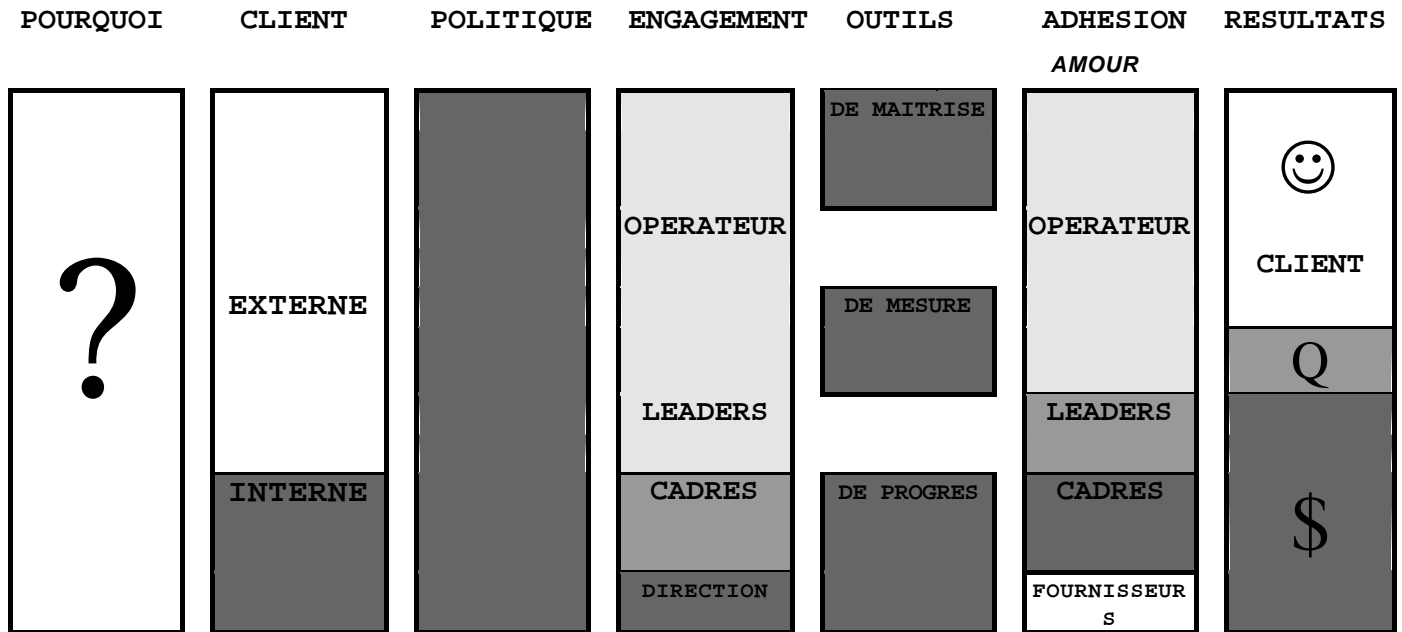 POURQUOI CLIENT POLITIQUE ENGAGEMENT OUTILS ADHESION RESULTATS
AMOUR
?
EXTERNE
INTERNE
OPERATEUR
LEADERS
CADRES
DIRECTION
DE MAITRISE
DE MESURE
DE PROGRES
OPERATEUR
LEADERS
CADRES
FOURNISSEUR
S
CLIENT
Q
$